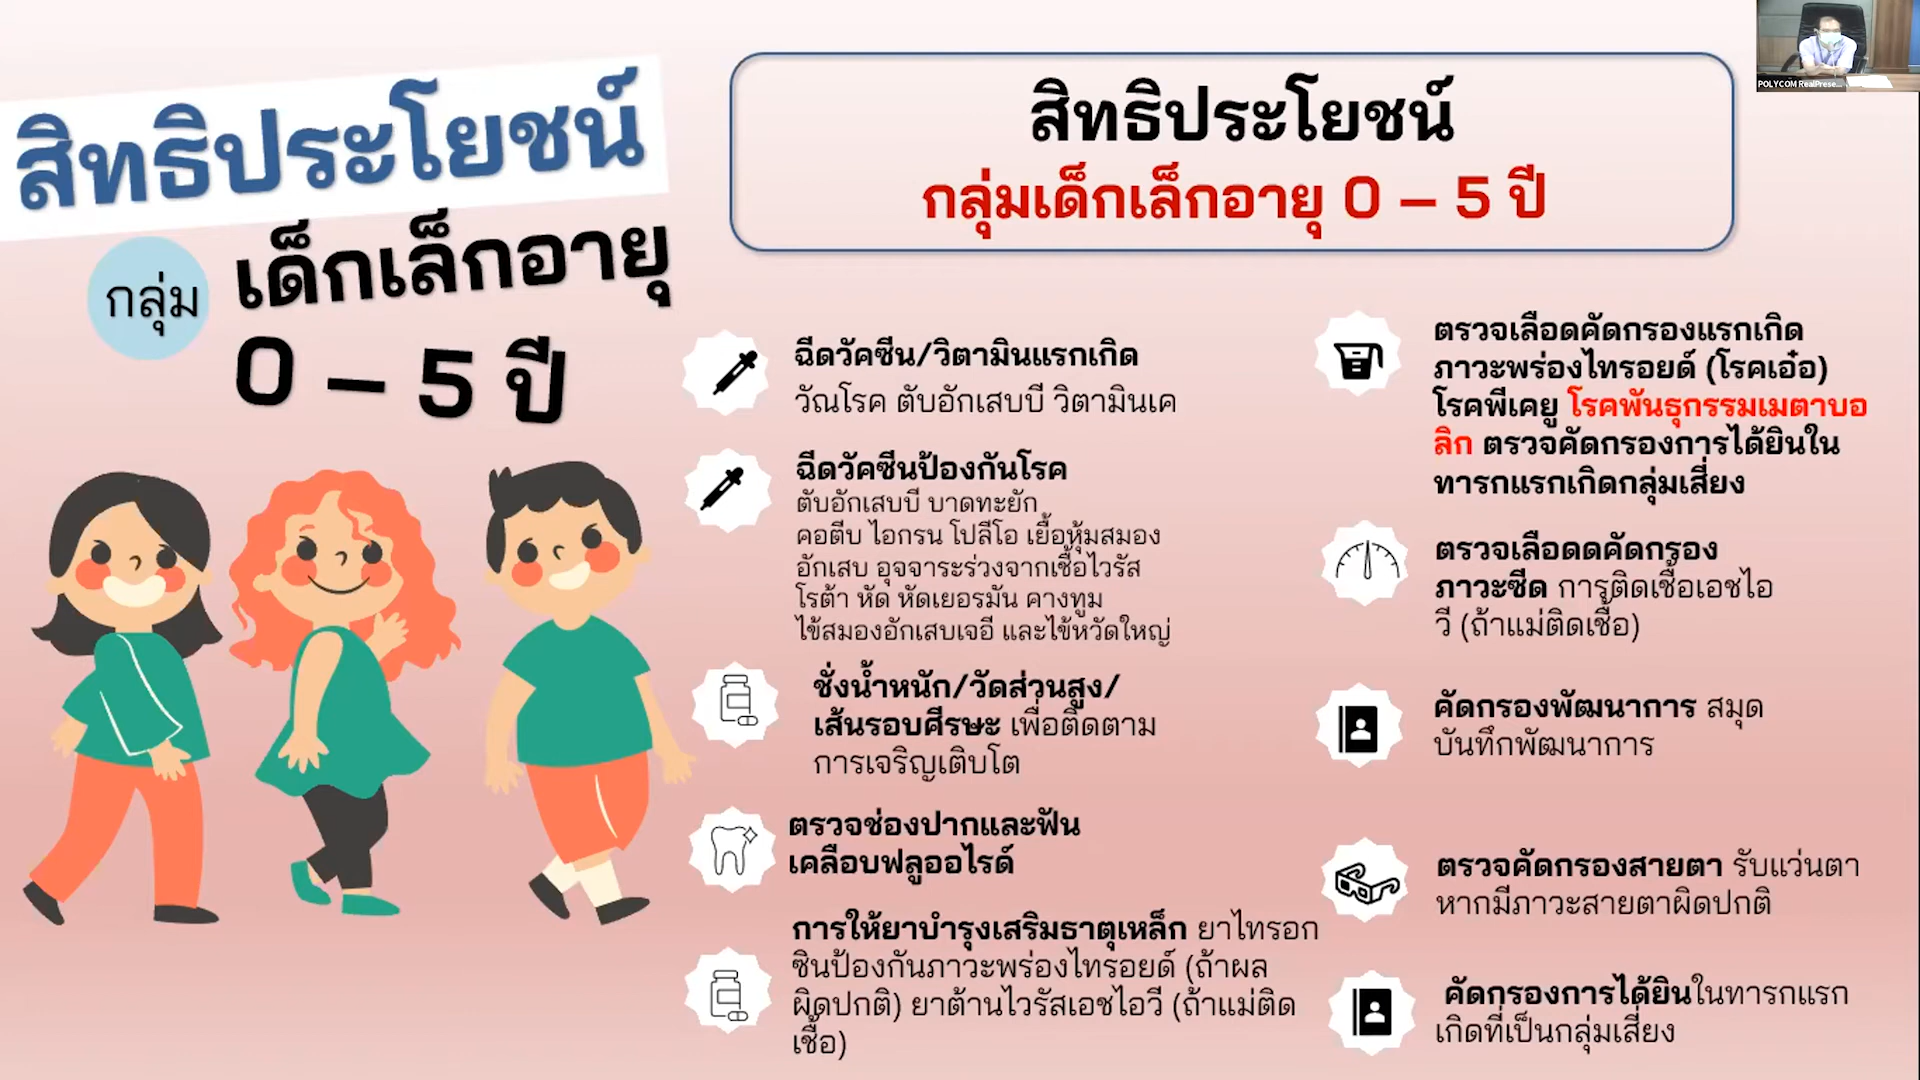 สิทธิประโยชน์
กลุ่ม
เด็กเล็กอายุ
0 – 5 ปี
สิทธิประโยชน์
กลุ่มเด็กเล็กอายุ 0 – 5 ปี
ฉีดวัคซีน/วิตามินแรกเกิด
วัณโรค ตับอักเสบบี วิตามินเค
ฉีดวัคซีนป้องกันโรค
ตับอักเสบบี บาดทะยัก
คอตีบ ไอกรน โปลีโอ เยื้อหุ้มสมอง
อักเสบ อุจจาระร่วงจากเชื้อไวรัส
โรต้า หัด หัดเยอรมัน คางทูม
ไข้สมองอักเสบเจอี และไข้หวัดใหญ่
ชั่งน้ำหนัก/วัดส่วนสูง/
เส้นรอบศีรษะ เพื่อติดตาม
การเจริญเติบโต
ตรวจช่องปากและฟัน
เคลือบฟลูออไรด์
การให้ยาบำรุงเสริมธาตุเหล็ก ยาไทรอก
ซินป้องกันภาวะพร่องไทรอยด์ (ถ้าผล
ผิดปกติ) ยาต้านไวรัสเอชไอวี (ถ้าแม่ติด
เชื้อ)
ตรวจเลือดคัดกรองแรกเกิด
ภาวะพร่องไทรอยด์ (โรคเอ๋อ)
โรคพีเคยู โรคพันธุกรรมเมตาบอ
ลิก ตรวจคัดกรองการได้ยินใน
ทารกแรกเกิดกลุ่มเสี่ยง
ตรวจเลือดดคัดกรอง
ภาวะซีด การติดเชื้อเอชไอ
วี (ถ้าแม่ติดเชื้อ)
คัดกรองพัฒนาการ สมุด
บันทึกพัฒนาการ
ตรวจคัดกรองสายตา รับแว่นตา
หากมีภาวะสายตาผิดปกติ
คัดกรองการได้ยินในทารกแรก
เกิดที่เป็นกลุ่มเสี่ยง
POLYCOM RealPrese...